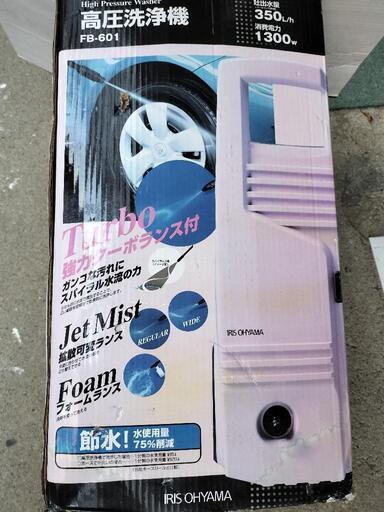 High Pressure Washer
高圧洗浄機
FB-601
吐出水量
350L/h
消費電力
1300w
Turbo
強力ターボランス付
ガンコな汚れに
スパイラル水流の力
Jet Mist
拡散可変ランス
REGULAR
WIDE
Foam
フォームランス
節水!
水使用量
75%削減
IRIS OHYAMA
IRIS OHYAMA